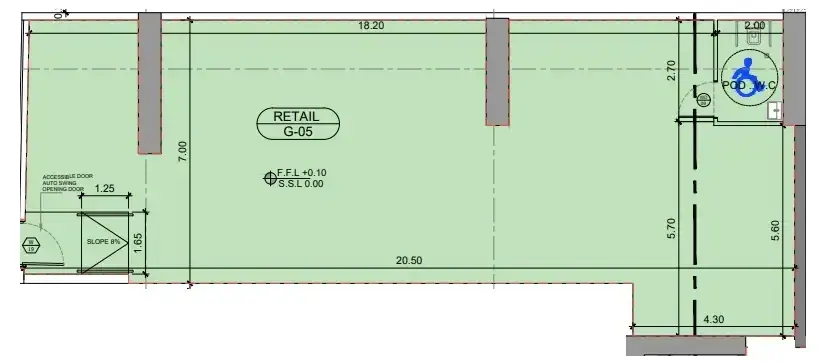 18.20
2.00
2.70
POD .W.C
RETAIL
G-05
7.00
F.F.L +0.10
S.S.L 0.00
ACCESSIBLE DOOR
AUTO SWING
OPENING DOOR
1.25
SLOPE 8%
1.65
W
19
5.70
5.60
20.50
4.30